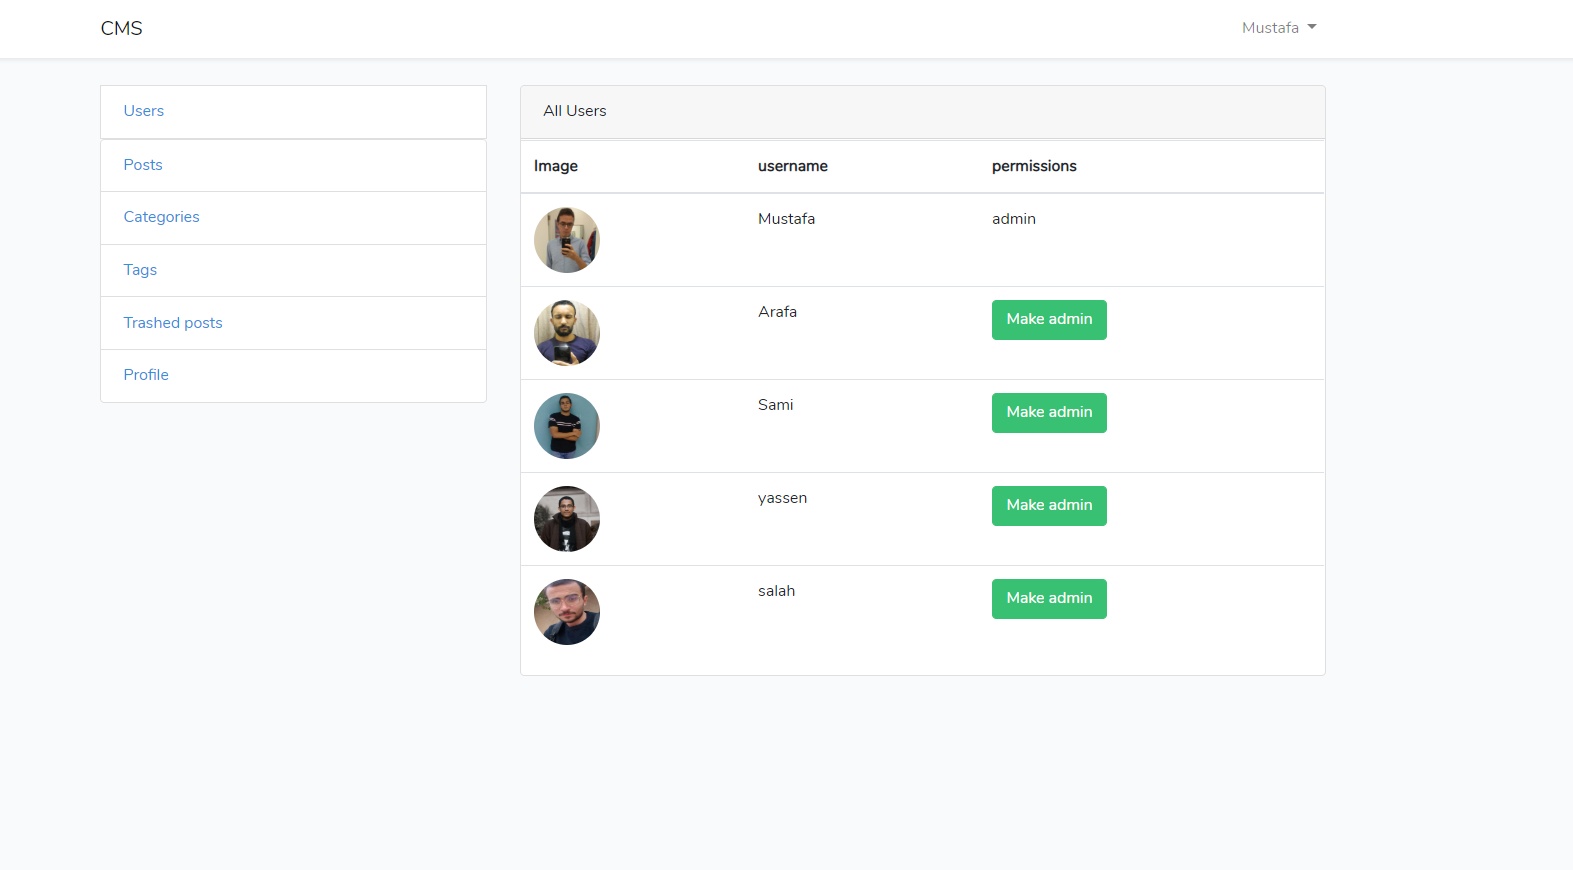 CMS
Mustafa
Users
Posts
Categories
Tags
Trashed posts
Profile
All Users
Image username permissions
Mustafa admin
Arafa Make admin
Sami Make admin
yassen Make admin
salah Make admin